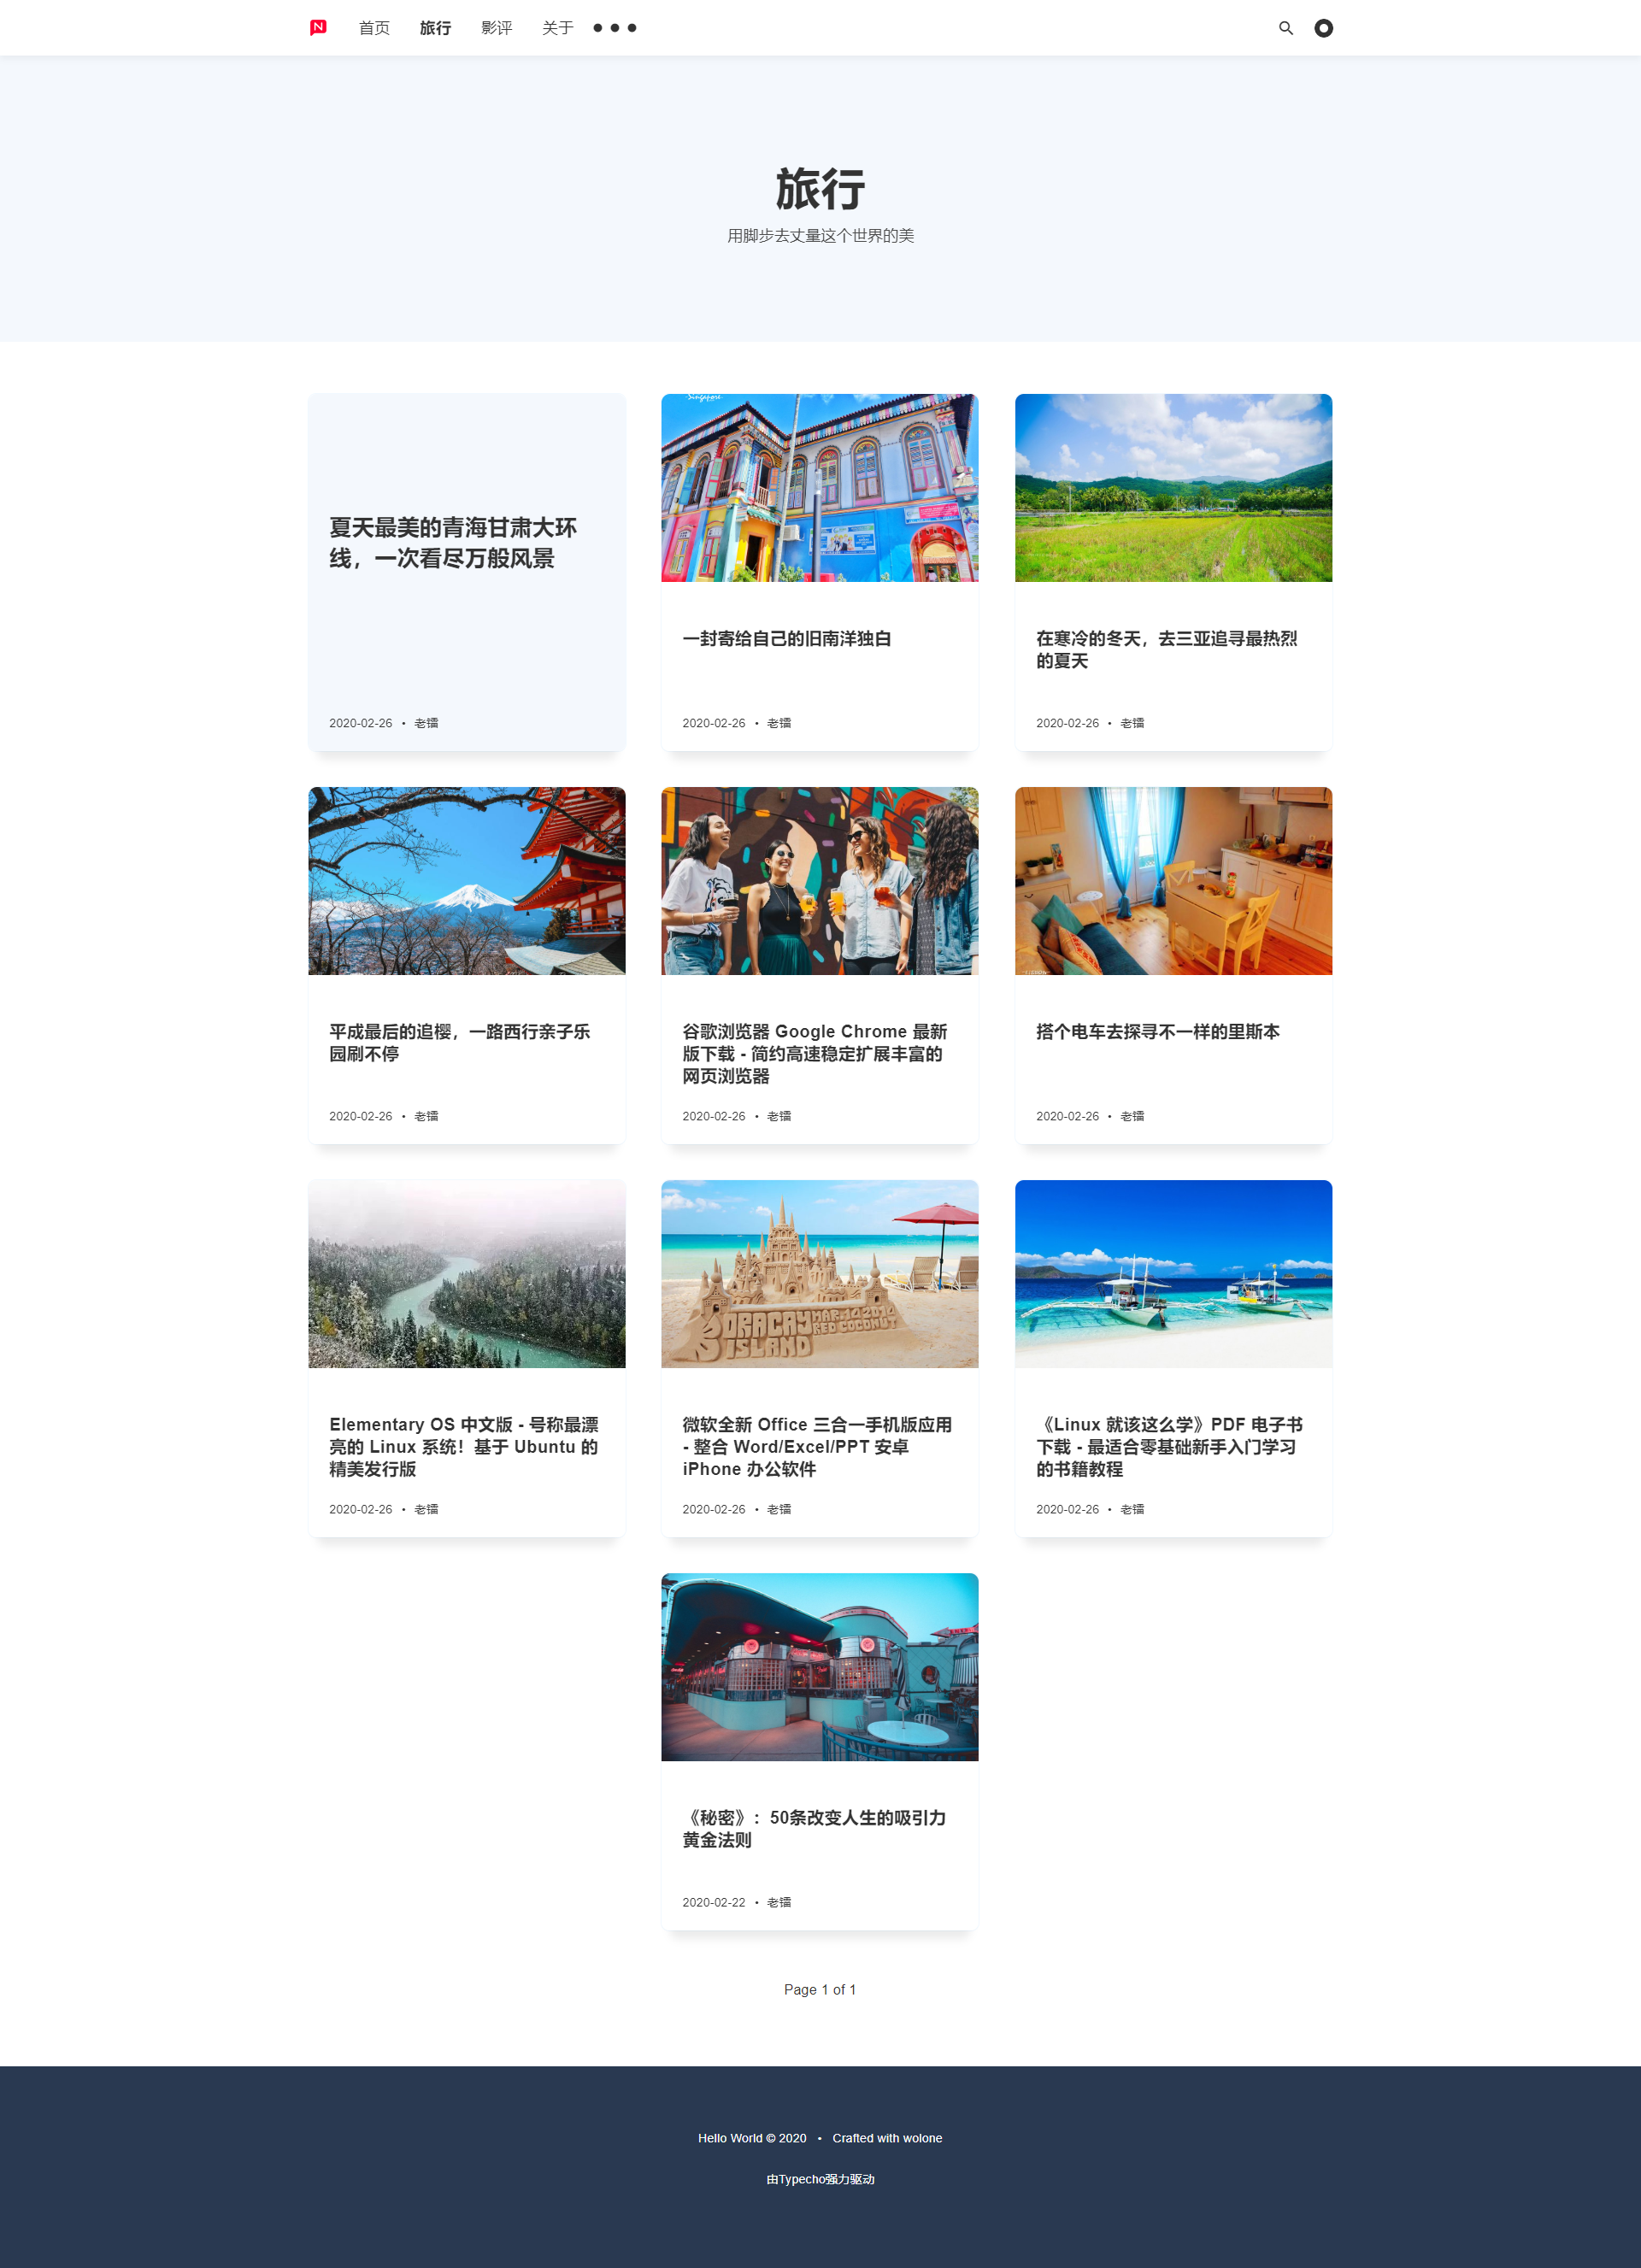 N
首页 旅行 影评 关于
旅行
用脚步去丈量这个世界的美
夏天最美的青海甘肃大环
线，一次看尽万般风景
2020-02-26 • 老镭
Singapore
一封寄给自己的旧南洋独白
2020-02-26 • 老镭
在寒冷的冬天，去三亚追寻最热烈
的夏天
2020-02-26 • 老镭
平成最后的追樱，一路西行亲子乐
园刷不停
2020-02-26 • 老镭
谷歌浏览器 Google Chrome 最新
版下载 - 简约高速稳定扩展丰富的
网页浏览器
2020-02-26 • 老镭
搭个电车去探寻不一样的里斯本
2020-02-26 • 老镭
Elementary OS 中文版 - 号称最漂
亮的 Linux 系统！基于 Ubuntu 的
精美发行版
2020-02-26 • 老镭
ORACAY
ISLAND
RED COCONUT
微软全新 Office 三合一手机版应用
- 整合 Word/Excel/PPT 安卓
iPhone 办公软件
2020-02-26 • 老镭
《Linux 就该这么学》PDF 电子书
下载 - 最适合零基础新手入门学习
的书籍教程
2020-02-26 • 老镭
《秘密》：50条改变人生的吸引力
黄金法则
2020-02-22 • 老镭
Page 1 of 1
Hello World © 2020 • Crafted with wolone
由Typecho强力驱动